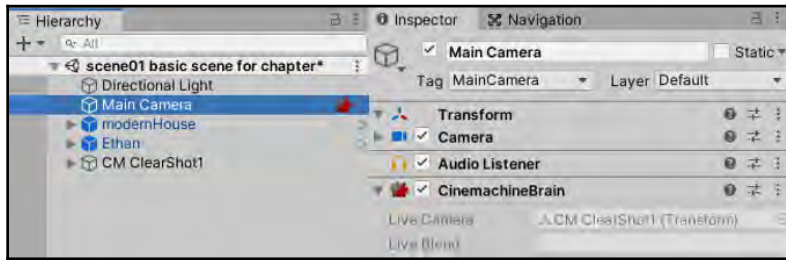 Hierarchy
All
scene01 basic scene for chapter*
Directional Light
Main Camera
modernHouse
Ethan
CM ClearShot1
Inspector
Navigation
Main Camera
Static
Tag MainCamera Layer Default
Transform
Camera
Audio Listener
CinemachineBrain
Live Camera CM ClearShot1 (Transform)
Live Blend